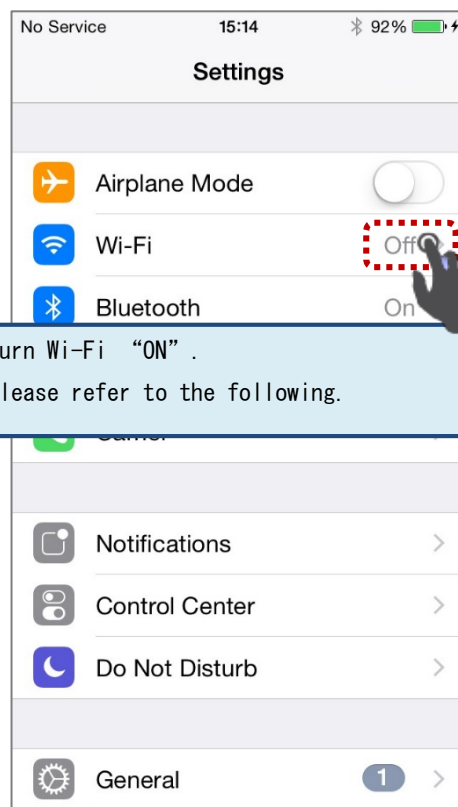 No Service 15:14 92%
Settings
Airplane Mode
Wi-Fi Off
Bluetooth On
urn Wi-Fi “ON”.
lease refer to the following.
Notifications
Control Center
Do Not Disturb
General 1